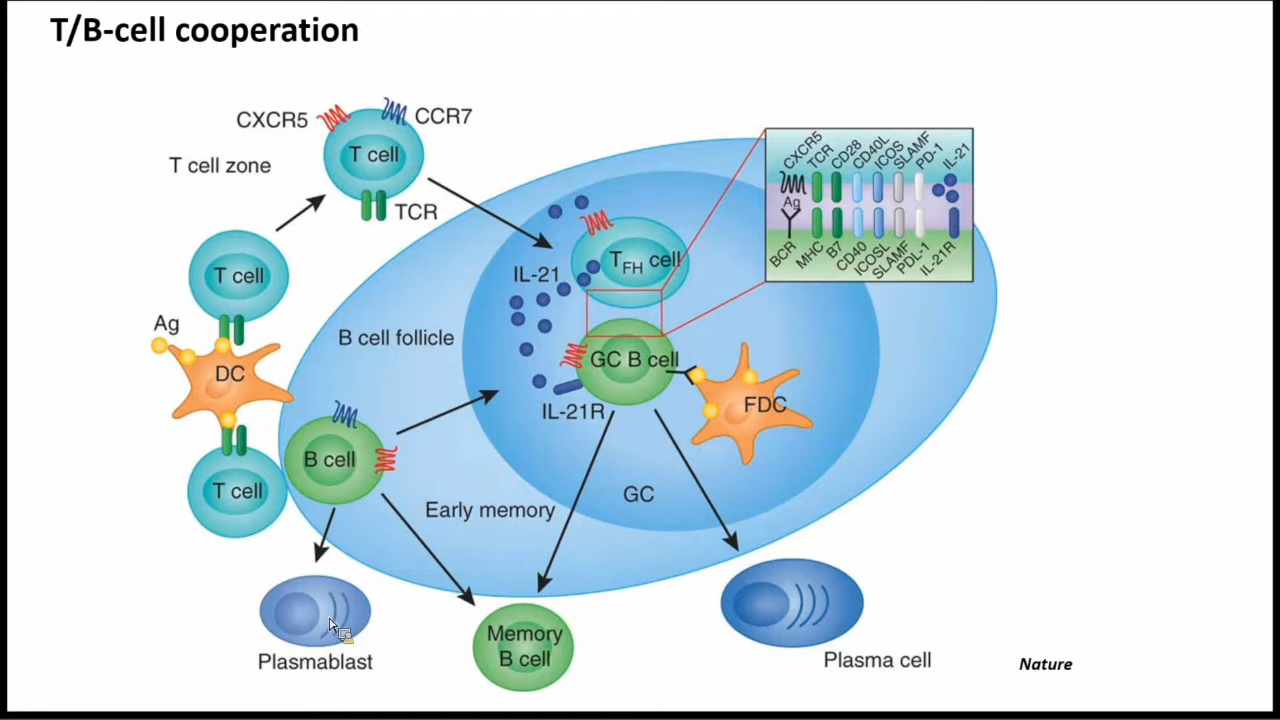 T/B-cell cooperation
CXCR5
CCR7
T cell
T cell zone
TCR
T cell
Ag
DC
T cell
B cell
B cell follicle
IL-21
TFH cell
GC B cell
IL-21R
FDC
GC
Early memory
CXCR5
TCR
CD28
CD40L
ICOS
SLAMF
PD-1
IL-21
Ag
BCR
MHC
B7
CD40
ICOSL
SLAMF
PDL-1
IL-21R
Plasmablast
Memory
B cell
Plasma cell
Nature